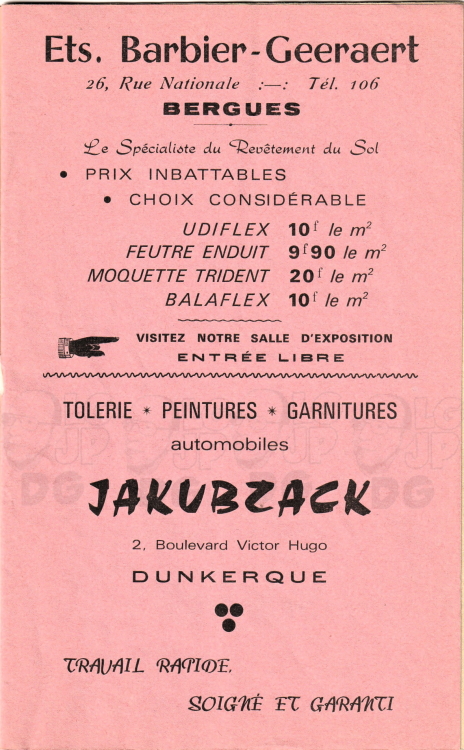 Ets. Barbier-Geeraert
26, Rue Nationale :—: Tél. 106
BERGUES
Le Spécialiste du Revêtement du Sol
• PRIX INBATTABLES
• CHOIX CONSIDÉRABLE
UDIFLEX 10f le m²
FEUTRE ENDUIT 9f90 le m²
MOQUETTE TRIDENT 20f le m²
BALAFLEX 10f le m²
VISITEZ NOTRE SALLE D'EXPOSITION
ENTRÉE LIBRE
TOLERIE * PEINTURES * GARNITURES
automobiles
JAKUBZACK
2, Boulevard Victor Hugo
DUNKERQUE
TRAVAIL RAPIDE,
SOIGNÉ ET GARANTI